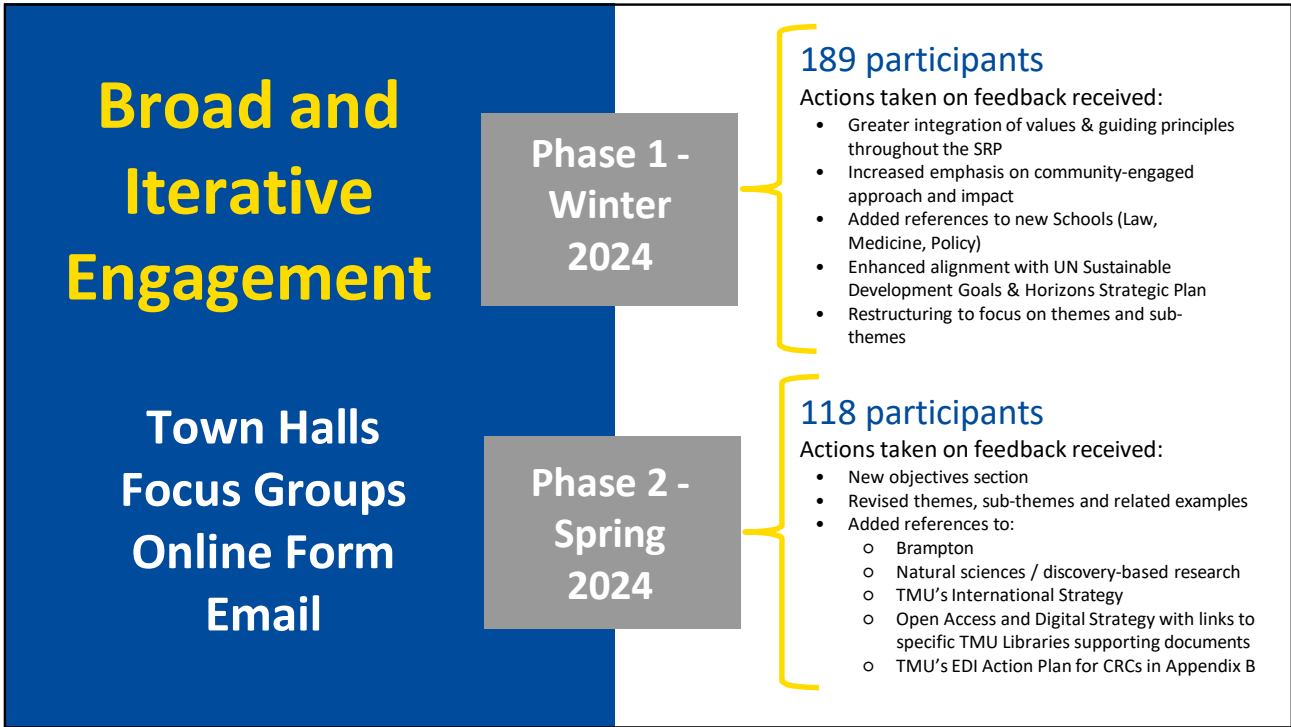 Broad and
Iterative
Engagement
Town Halls
Focus Groups
Online Form
Email
Phase 1 -
Winter
2024
189 participants
Actions taken on feedback received:
• Greater integration of values & guiding principles
throughout the SRP
• Increased emphasis on community-engaged
approach and impact
• Added references to new Schools (Law,
Medicine, Policy)
• Enhanced alignment with UN Sustainable
Development Goals & Horizons Strategic Plan
• Restructuring to focus on themes and sub-
themes
Phase 2 -
Spring
2024
118 participants
Actions taken on feedback received:
• New objectives section
• Revised themes, sub-themes and related examples
• Added references to:
○ Brampton
○ Natural sciences / discovery-based research
○ TMU’s International Strategy
○ Open Access and Digital Strategy with links to
specific TMU Libraries supporting documents
○ TMU’s EDI Action Plan for CRCs in Appendix B